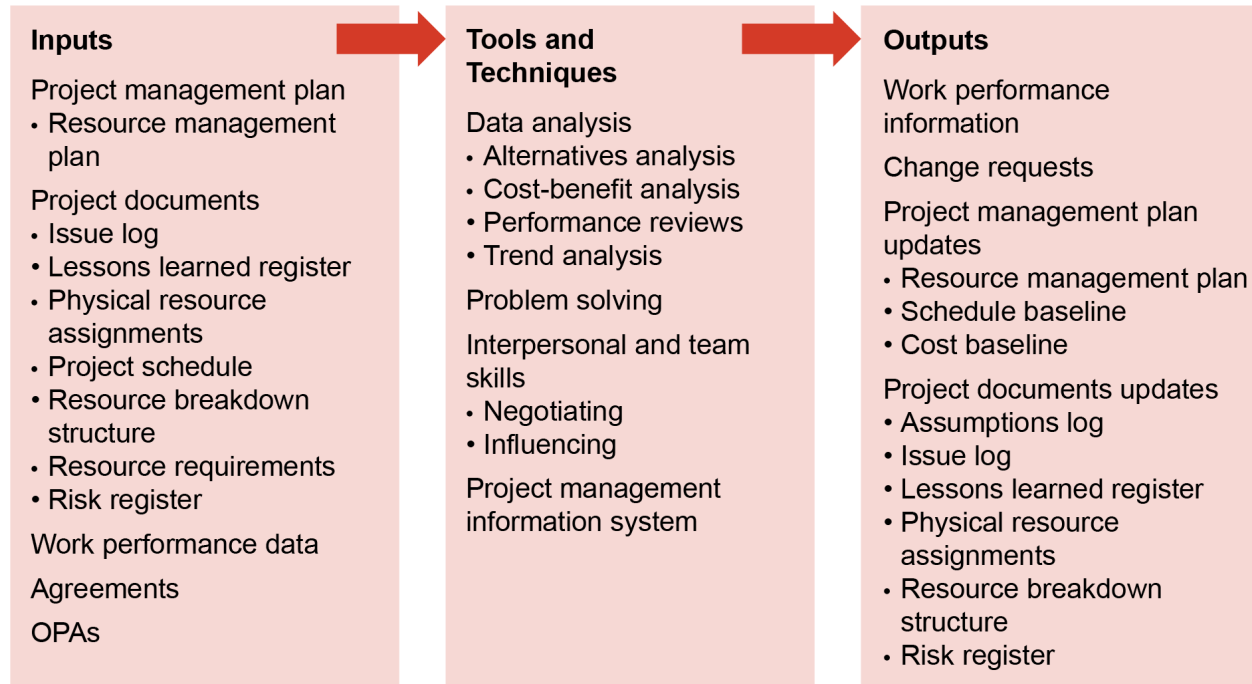 Inputs
Project management plan
• Resource management
plan
Project documents
• Issue log
• Lessons learned register
• Physical resource
assignments
• Project schedule
• Resource breakdown
structure
• Resource requirements
• Risk register
Work performance data
Agreements
OPAs
Tools and
Techniques
Data analysis
• Alternatives analysis
• Cost-benefit analysis
• Performance reviews
• Trend analysis
Problem solving
Interpersonal and team
skills
• Negotiating
• Influencing
Project management
information system
Outputs
Work performance
information
Change requests
Project management plan
updates
• Resource management plan
• Schedule baseline
• Cost baseline
Project documents updates
• Assumptions log
• Issue log
• Lessons learned register
• Physical resource
assignments
• Resource breakdown
structure
• Risk register